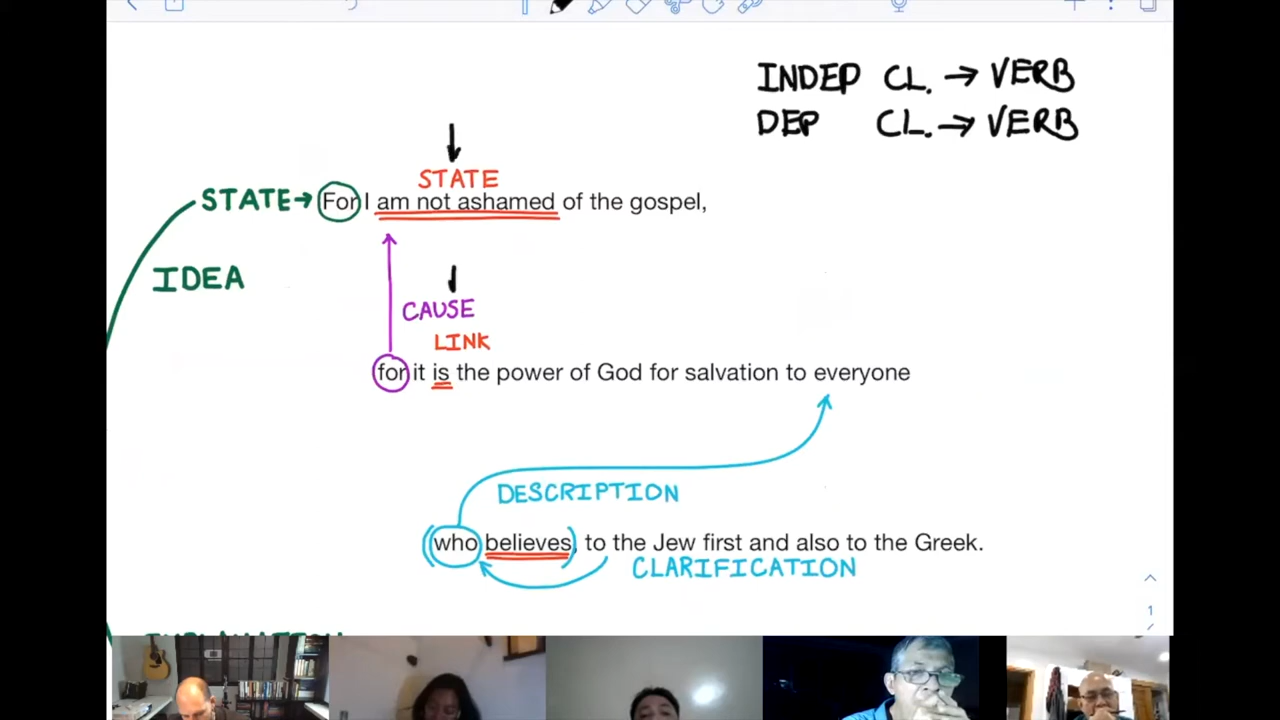 INDEP CL. → VERB
DEP CL. → VERB
STATE
STATE → For I am not ashamed of the gospel,
IDEA
CAUSE
LINK
for it is the power of God for salvation to everyone
DESCRIPTION
(who believes), to the Jew first and also to the Greek.
CLARIFICATION
1